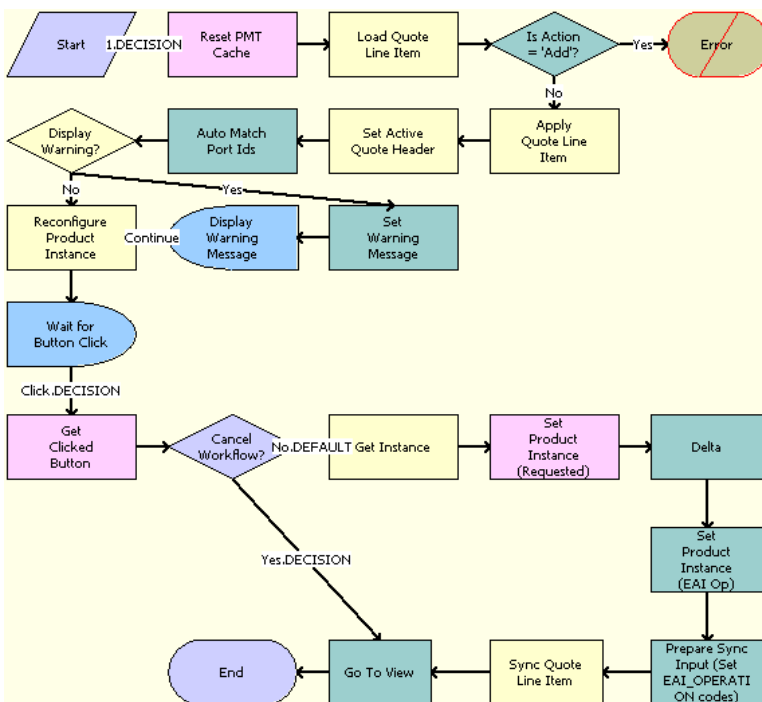 Start
1.DECISION
Reset PMT
Cache
Load Quote
Line Item
Is Action
= 'Add'?
Yes
Error
No
Display
Warning?
Auto Match
Port Ids
Set Active
Quote Header
Apply
Quote Line
Item
No
Yes
Reconfigure
Product
Instance
Continue
Display
Warning
Message
Set
Warning
Message
Wait for
Button Click
Click.DECISION
Get
Clicked
Button
Cancel
Workflow?
No.DEFAULT
Get Instance
Set
Product
Instance
(Requested)
Delta
Yes.DECISION
Set
Product
Instance
(EAI Op)
End
Go To View
Sync Quote
Line Item
Prepare Sync
Input (Set
EAI_OPERATI
ON codes)